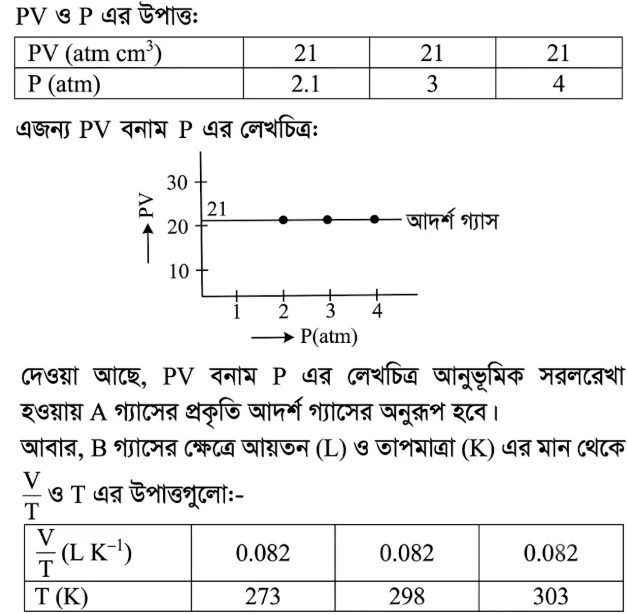 PV ও P এর উপাত্ত:
PV (atm cm³) 21 21 21
P (atm) 2.1 3 4
এজন্য PV বনাম P এর লেখচিত্র:
30
21
PV
20
আদর্শ গ্যাস
10
1 2 3 4
P(atm)
দেওয়া আছে, PV বনাম P এর লেখচিত্র আনুভূমিক সরলরেখা
হওয়ায় A গ্যাসের প্রকৃতি আদর্শ গ্যাসের অনুরূপ হবে।
আবার, B গ্যাসের ক্ষেত্রে আয়তন (L) ও তাপমাত্রা (K) এর মান থেকে
V/T ও T এর উপাত্তগুলো:-
V/T (L K⁻¹) 0.082 0.082 0.082
T (K) 273 298 303